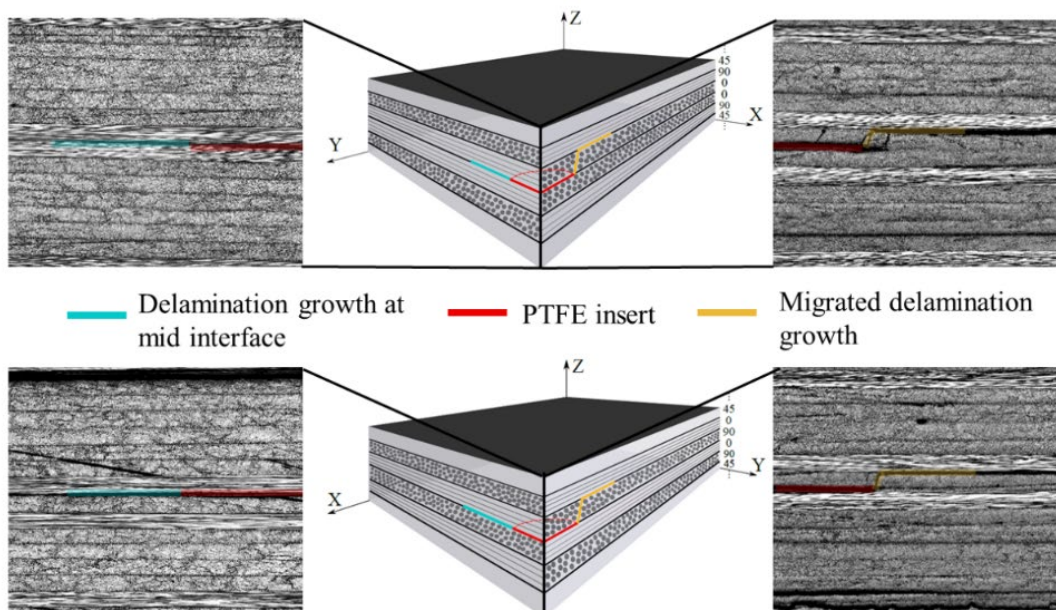 Z
45
90
0
0
90
45
X
Y
Delamination growth at
mid interface
PTFE insert
Migrated delamination
growth
Z
45
0
90
0
90
45
Y
X